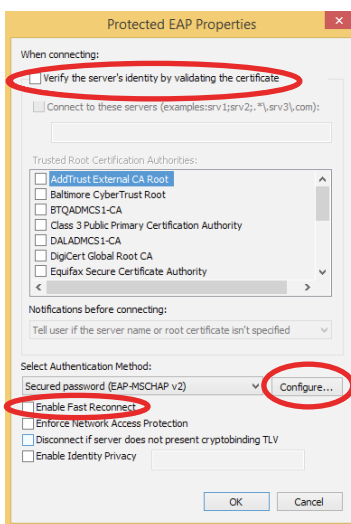 Protected EAP Properties
×
When connecting:
Verify the server's identity by validating the certificate
Connect to these servers (examples:srv1;srv2;.*\.srv3\.com):
Trusted Root Certification Authorities:
AddTrust External CA Root
Baltimore CyberTrust Root
BTQADMCS1-CA
Class 3 Public Primary Certification Authority
DALADMCS1-CA
DigiCert Global Root CA
Equifax Secure Certificate Authority
Notifications before connecting:
Tell user if the server name or root certificate isn't specified
Select Authentication Method:
Secured password (EAP-MSCHAP v2) Configure...
Enable Fast Reconnect
Enforce Network Access Protection
Disconnect if server does not present cryptobinding TLV
Enable Identity Privacy
OK Cancel